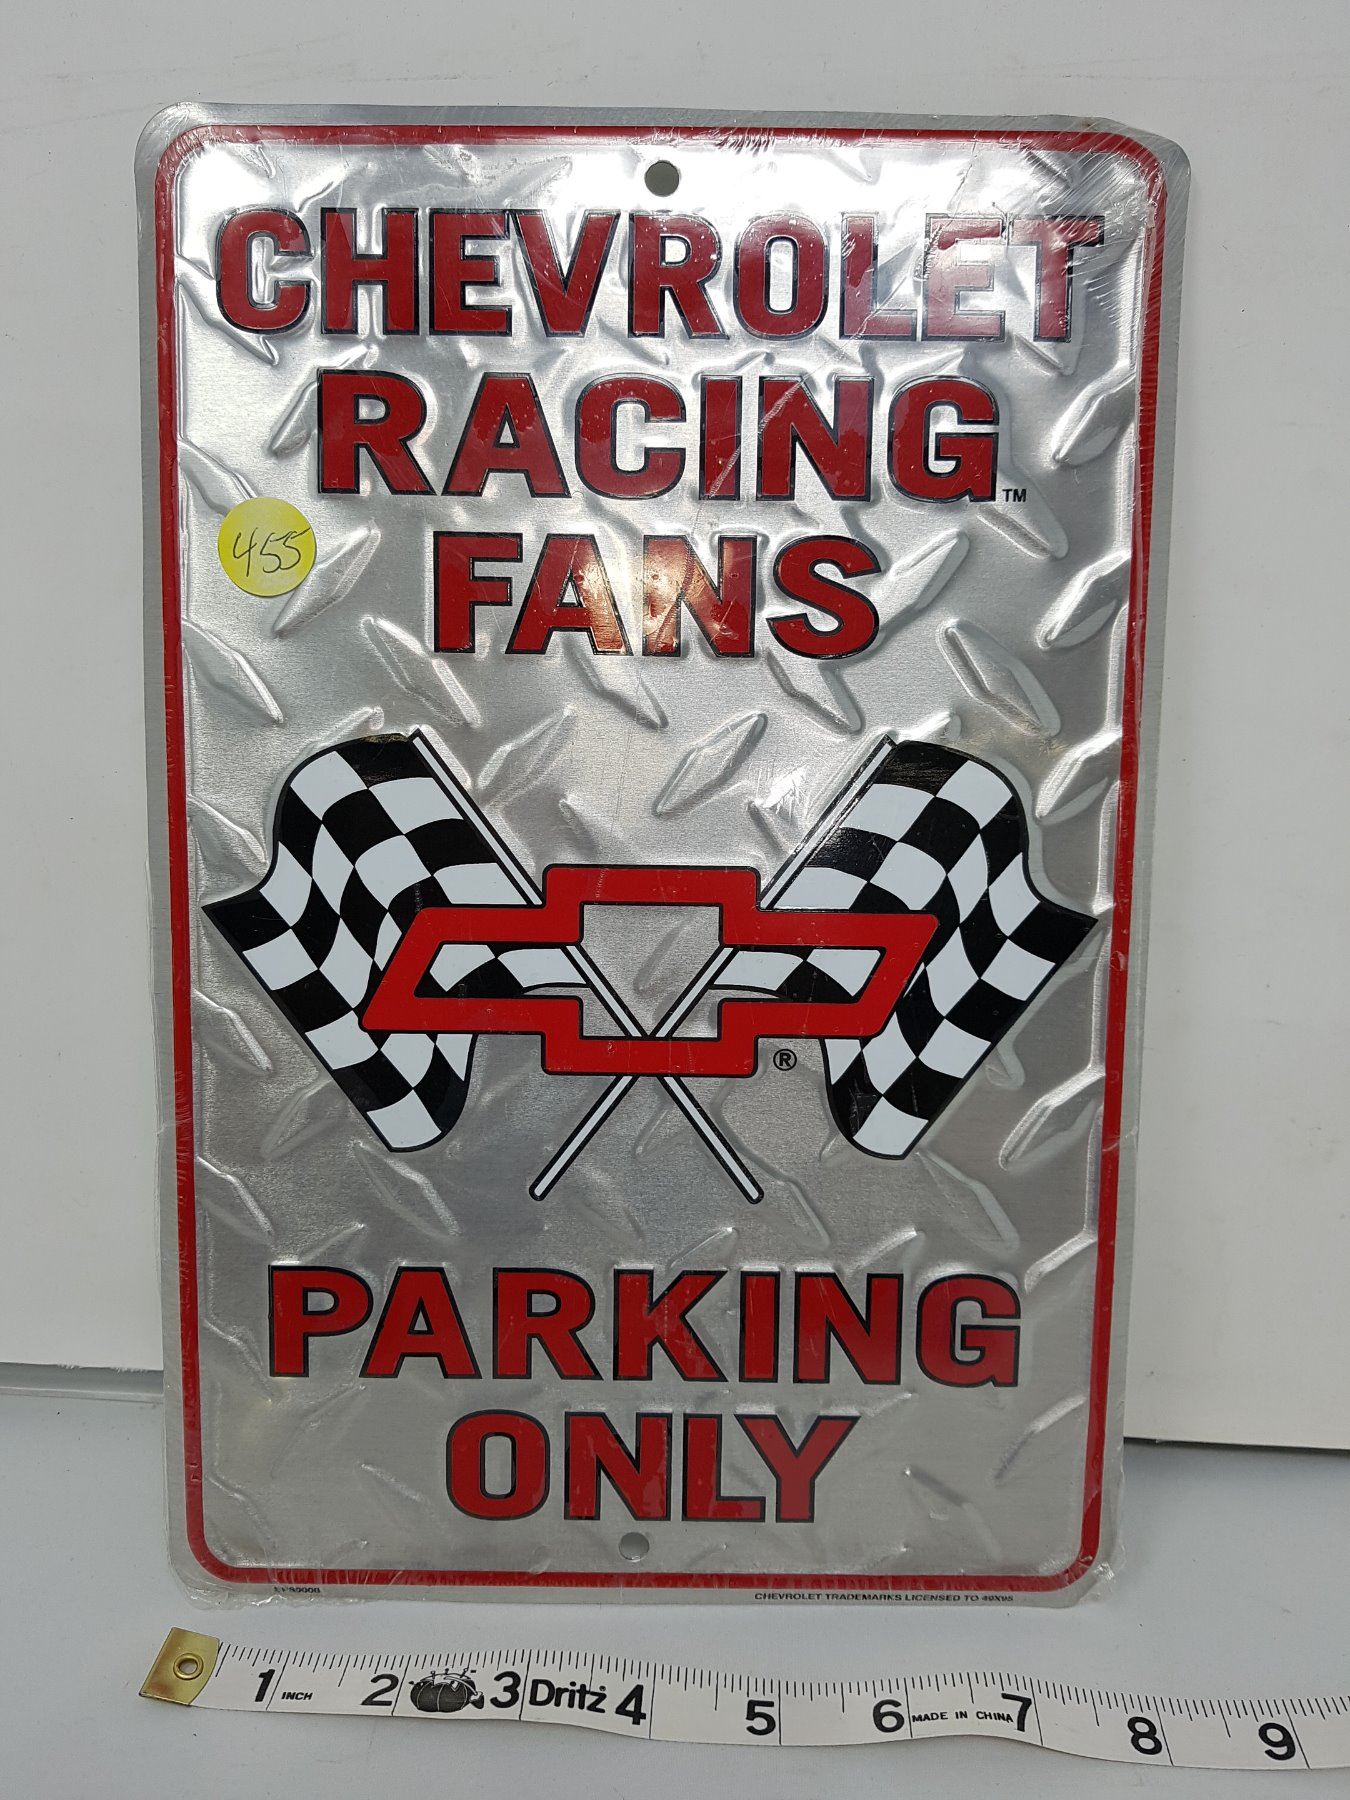 CHEVROLET
RACING™
FANS
455
®
PARKING
ONLY
CHEVROLET TRADEMARKS LICENSED TO 49X95
1 INCH 2 3 Dritz 4 5 6 MADE IN CHINA 7 8 9